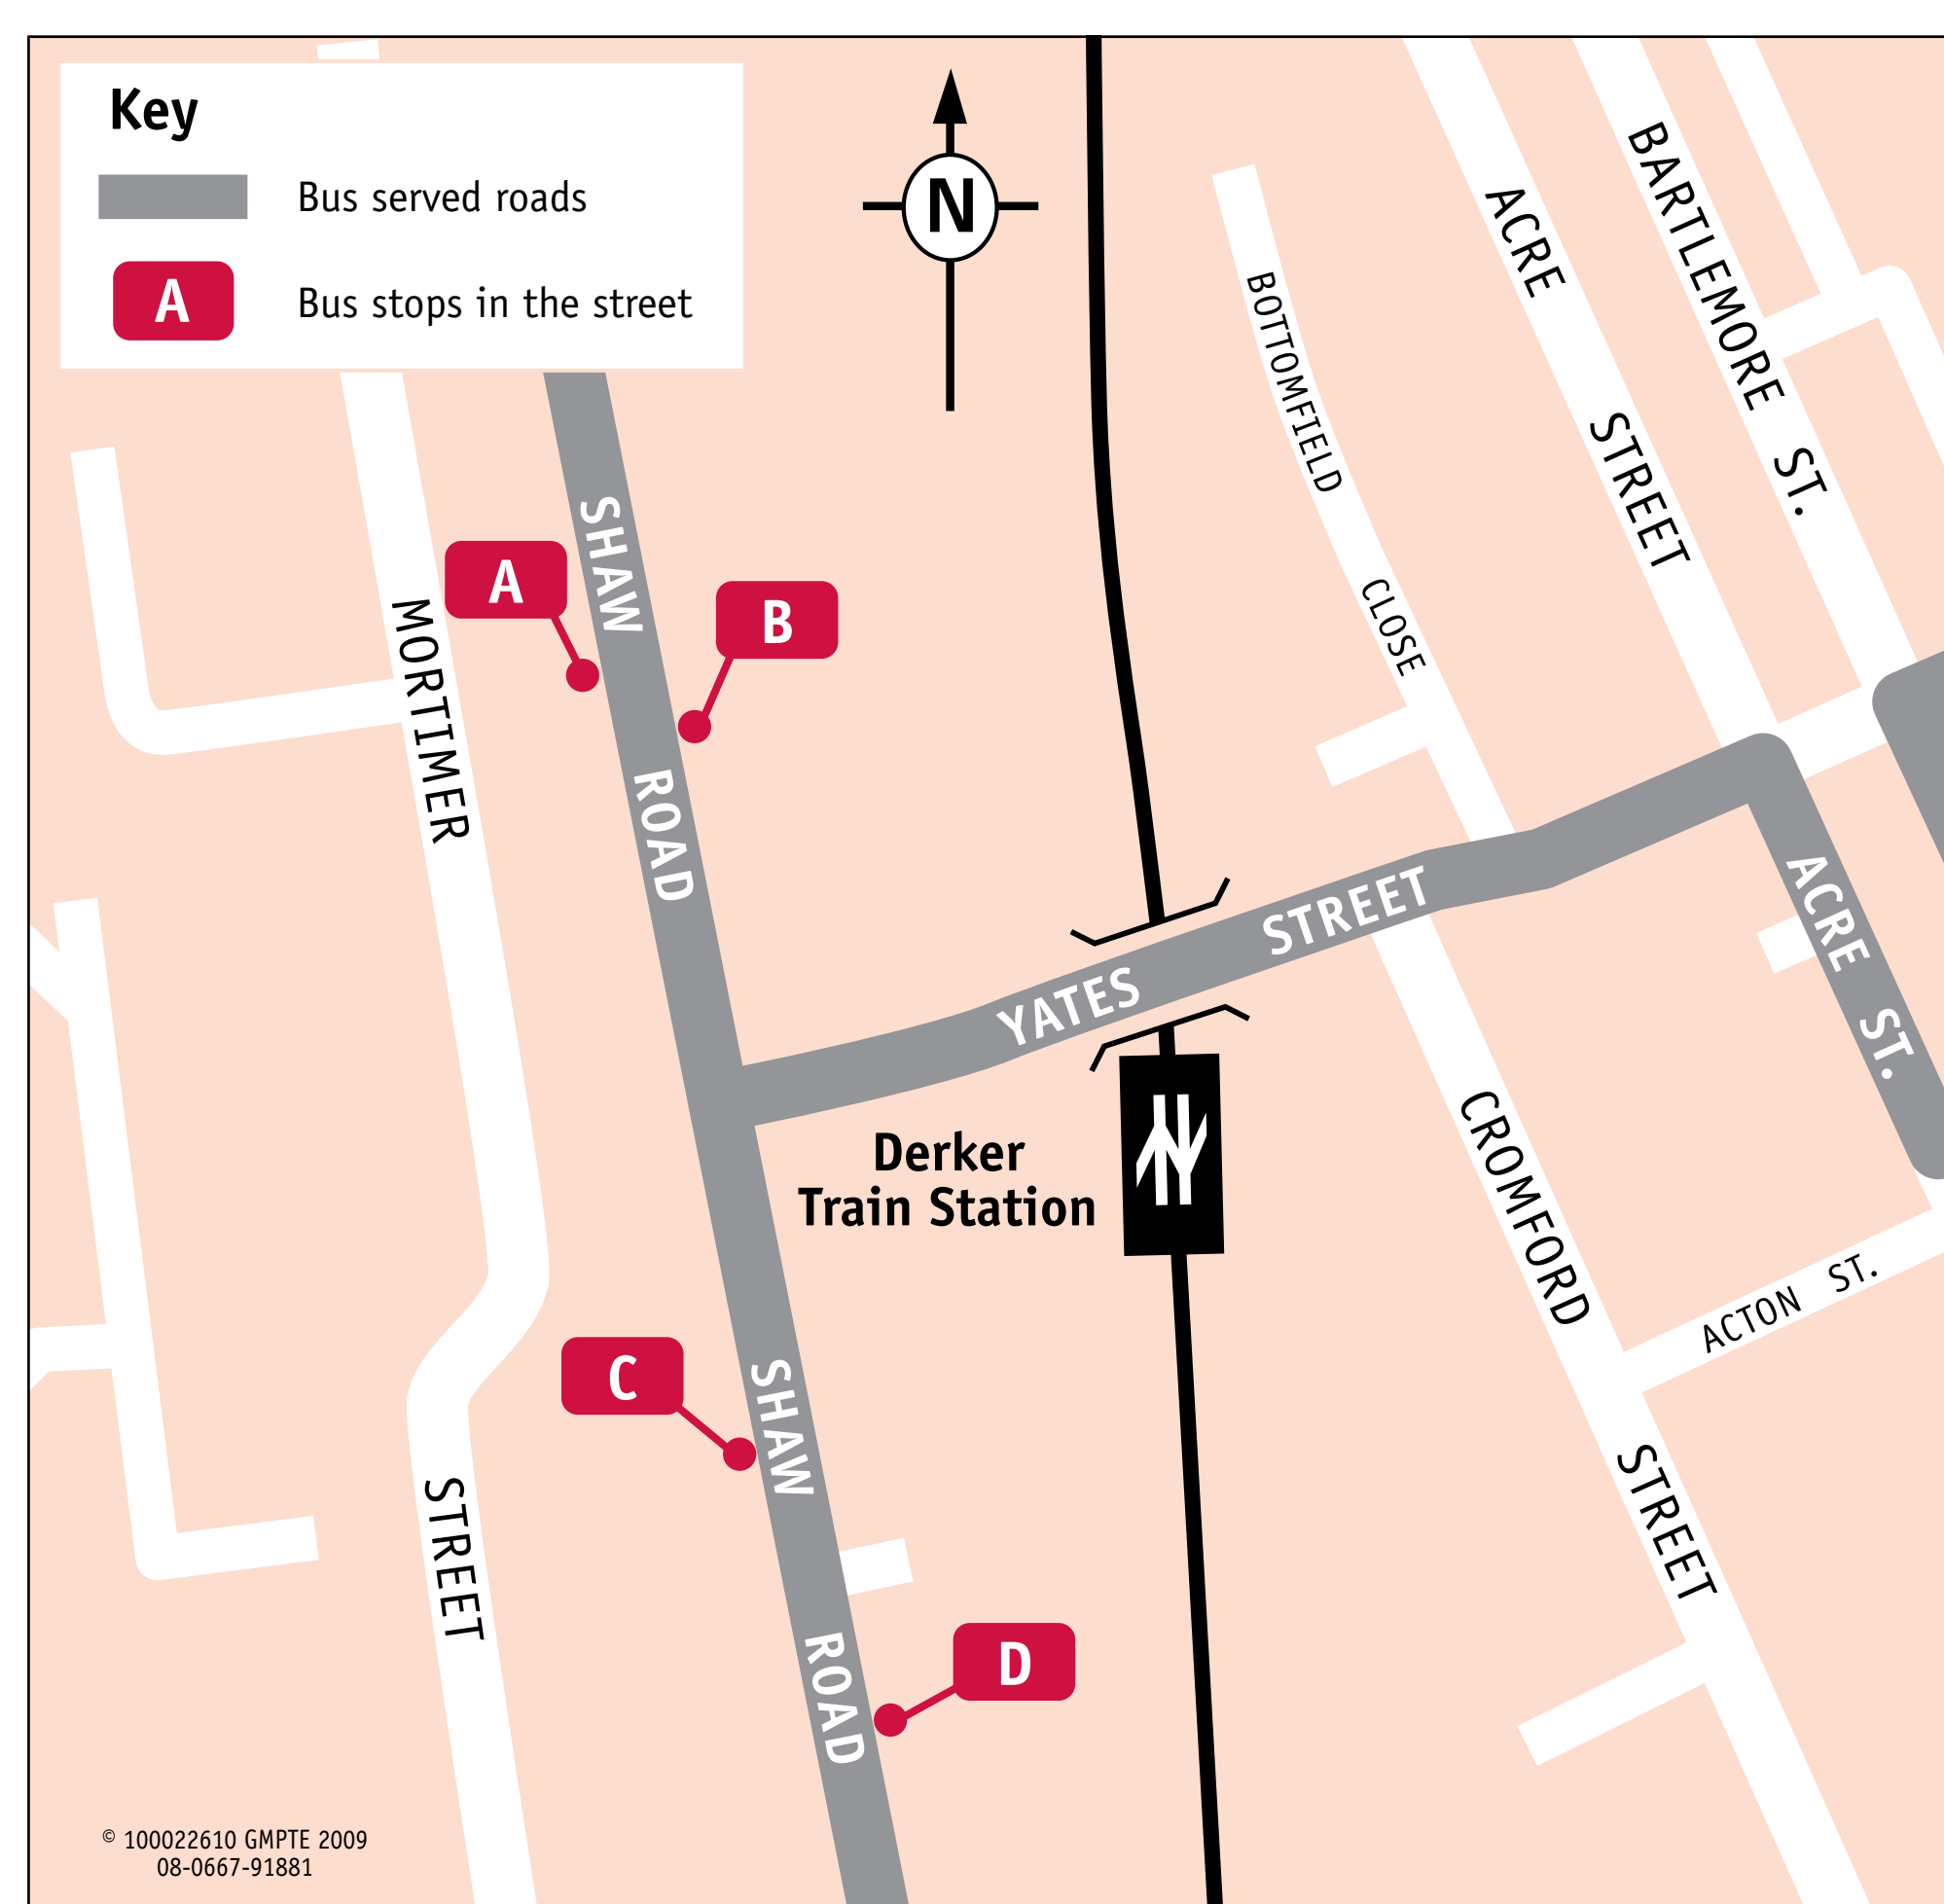 Key
Bus served roads
A
Bus stops in the street
N
BOTTOMFIELD CLOSE
ACRE STREET
BARTLEMORE ST.
SHAW ROAD
A
B
MORTIMER STREET
YATES STREET
ACRE ST.
Derker
Train Station
CROMFORD STREET
ACTON ST.
C
SHAW ROAD
D
© 100022610 GMPTE 2009
08-0667-91881